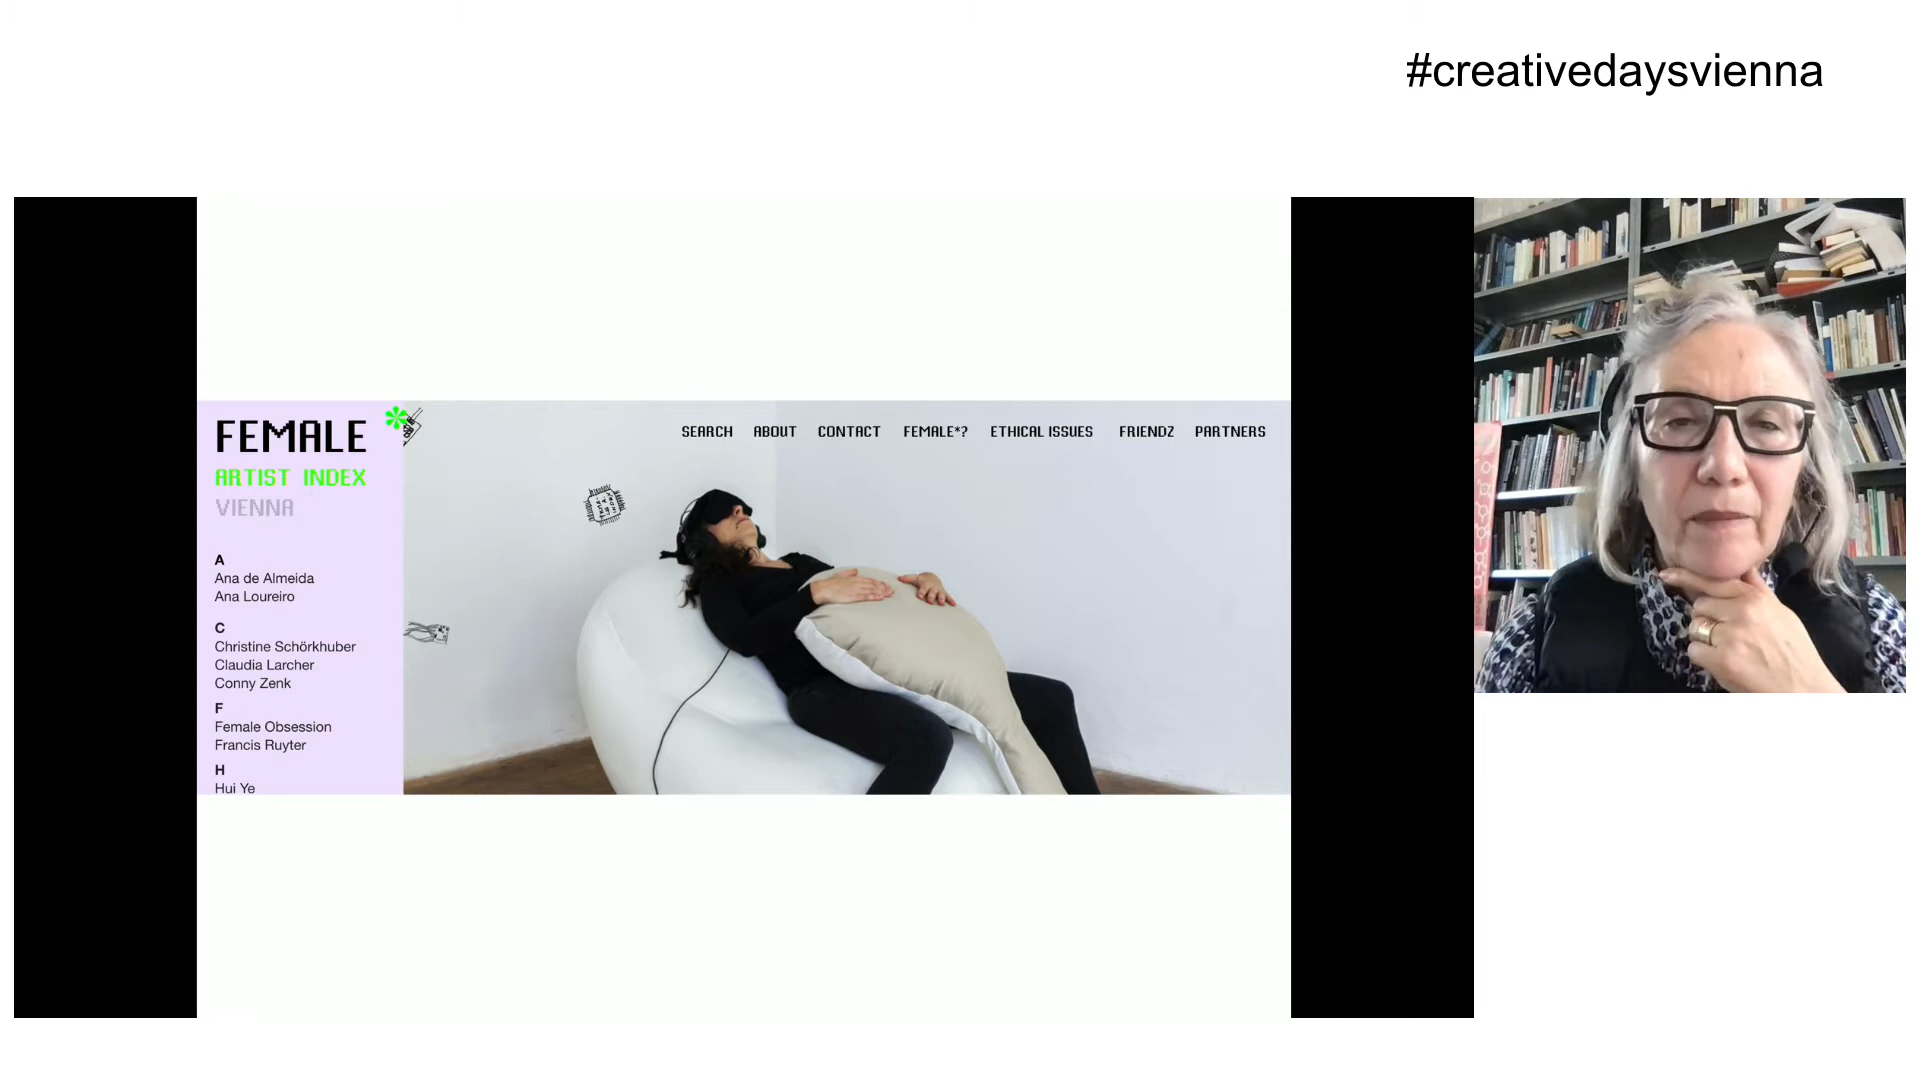 #creativedaysvienna
FEMALE*
ARTIST INDEX
VIENNA
SEARCH ABOUT CONTACT FEMALE*? ETHICAL ISSUES FRIENDZ PARTNERS
A
Ana de Almeida
Ana Loureiro
C
Christine Schörkhuber
Claudia Larcher
Conny Zenk
F
Female Obsession
Francis Ruyter
H
Hui Ye